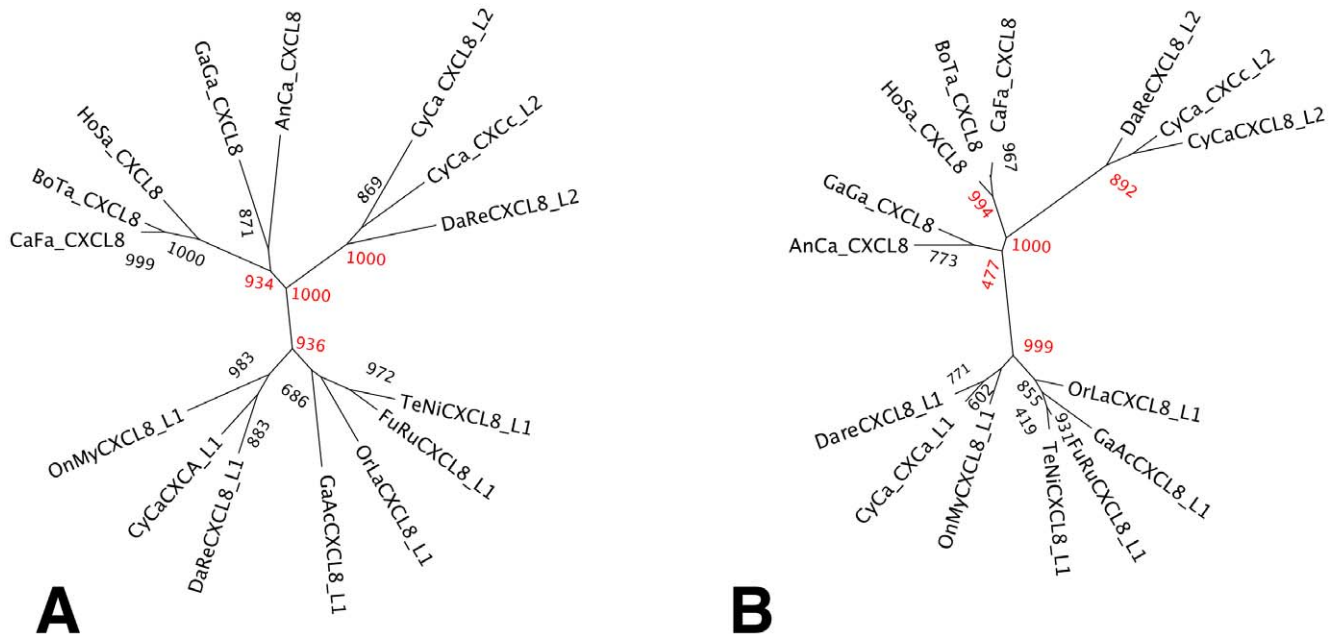 GaGa_CXCL8
AnCa_CXCL8
CyCa CXCL8_L2
HoSa_CXCL8
CyCa_CXCc_L2
BoTa_CXCL8
869
871
DaReCXCL8_L2
CaFa_CXCL8
1000
999
1000
934
1000
936
983
972
686
TeNiCXCL8_L1
OnMyCXCL8_L1
883
FuRuCXCL8_L1
CyCaCXCA_L1
OrLaCXCL8_L1
DaReCXCL8_L1
GaAcCXCL8_L1
A
BoTa_CXCL8
CaFa_CXCL8
DaReCXCL8_L2
HoSa_CXCL8
CyCa_CXCc_L2
967
CyCaCXCL8_L2
GaGa_CXCL8
994
892
AnCa_CXCL8
773
1000
477
999
771
602
855
OrLaCXCL8_L1
DareCXCL8_L1
419
931
GaAcCXCL8_L1
CyCa_CXCa_L1
OnMyCXCL8_L1
TeNiCXCL8_L1
FuRuCXCL8_L1
B